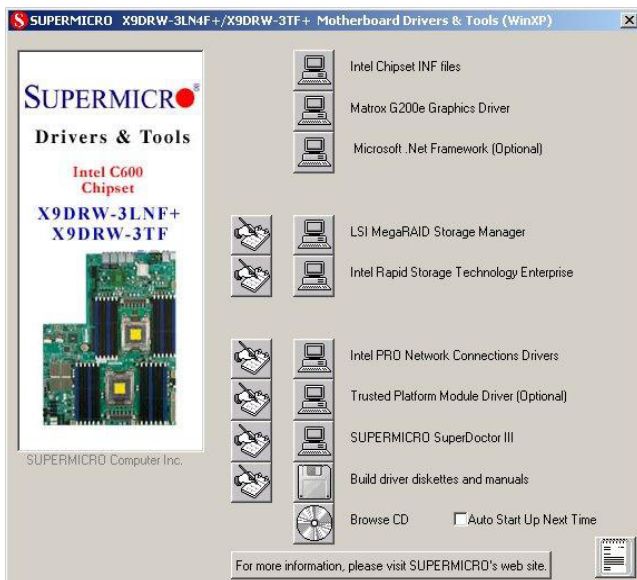 SUPERMICRO X9DRW-3LN4F+/X9DRW-3TF+ Motherboard Drivers & Tools (WinXP)
SUPERMICRO®
Drivers & Tools
Intel C600
Chipset
X9DRW-3LNF+
X9DRW-3TF
SUPERMICRO Computer Inc.
Intel Chipset INF files
Matrox G200e Graphics Driver
Microsoft .Net Framework (Optional)
LSI MegaRAID Storage Manager
Intel Rapid Storage Technology Enterprise
Intel PRO Network Connections Drivers
Trusted Platform Module Driver (Optional)
SUPERMICRO SuperDoctor III
Build driver diskettes and manuals
Browse CD
Auto Start Up Next Time
For more information, please visit SUPERMICRO's web site.